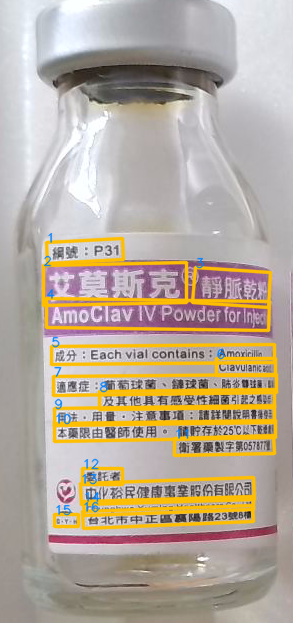 編號：P31
艾莫斯克® 靜脈乾粉
AmoClav IV Powder for Injec
成分：Each vial contains：Amoxicillin
Clavulanic acid
適應症：葡萄球菌、鏈球菌、肺炎雙球菌
及其他具有感受性細菌引起之感染
用法、用量、注意事項：請詳閱說明書
本藥限由醫師使用。 請貯存於25℃以下
衛署藥製字第057871
委託者
中化裕民健康事業股份有限公司
台北市中正區襄陽路23號8樓